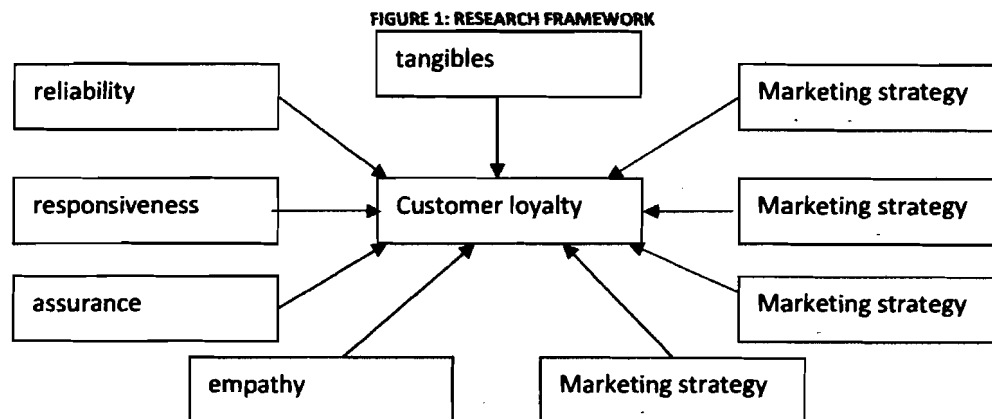 FIGURE 1: RESEARCH FRAMEWORK
tangibles
reliability
Marketing strategy
responsiveness
Customer loyalty
Marketing strategy
assurance
Marketing strategy
empathy
Marketing strategy